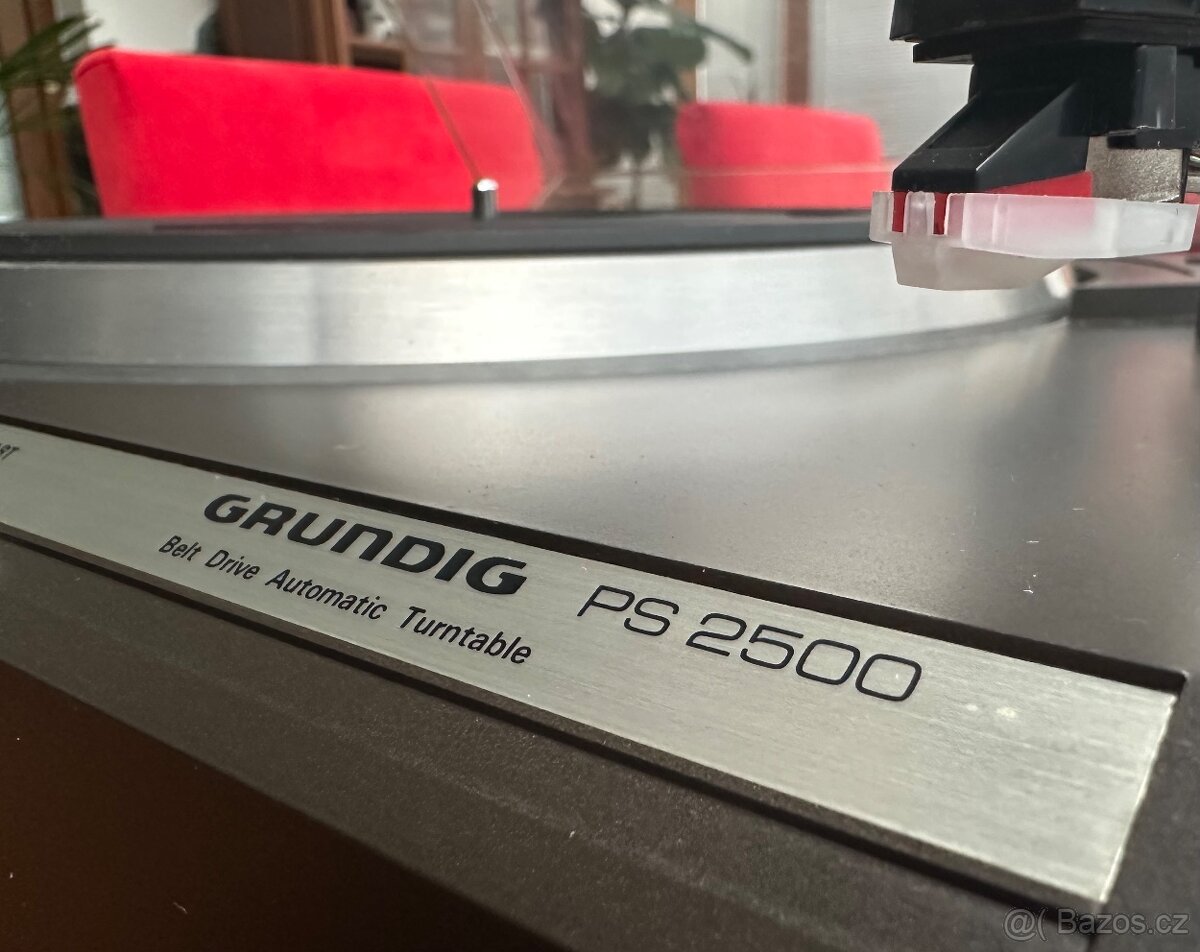 GRUNDIG PS 2500
Belt Drive Automatic Turntable
@( Bazos.cz